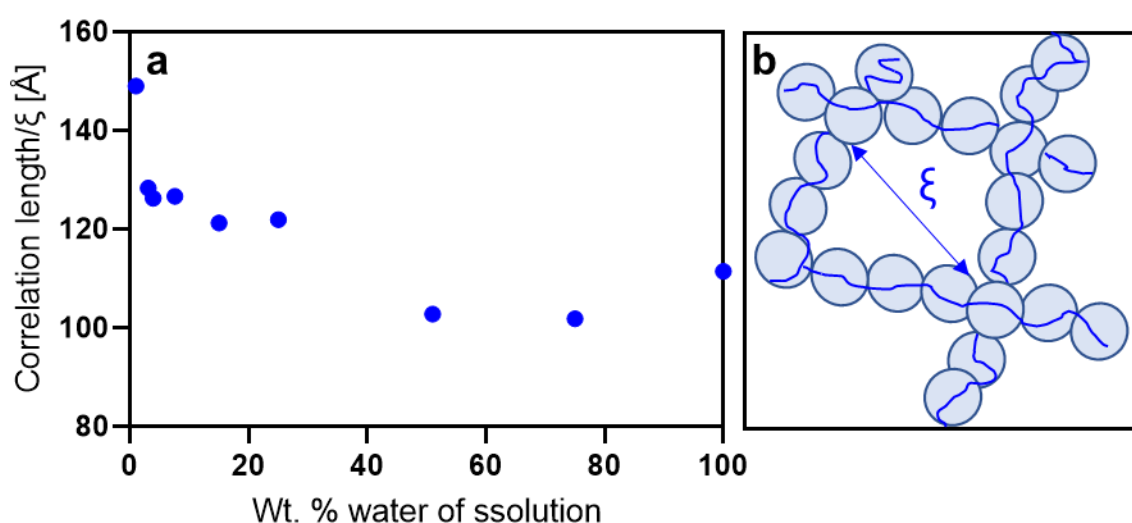 a
Correlation length/ξ [Å]
160
140
120
100
80
0 20 40 60 80 100
Wt. % water of ssolution
b
ξ